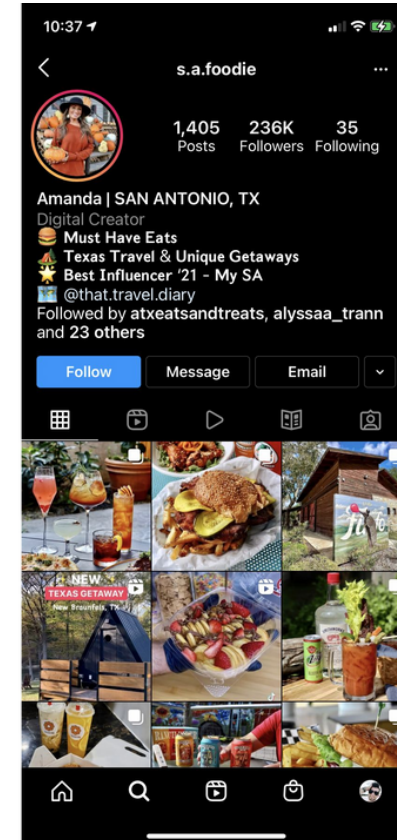 10:37
s.a.foodie
1,405 236K 35
Posts Followers Following
Amanda | SAN ANTONIO, TX
Digital Creator
Must Have Eats
Texas Travel & Unique Getaways
Best Influencer '21 - My SA
@that.travel.diary
Followed by atxeatsandtreats, alyssaa_trann
and 23 others
Follow Message Email
NEW
TEXAS GETAWAY
New Braunfels, TX